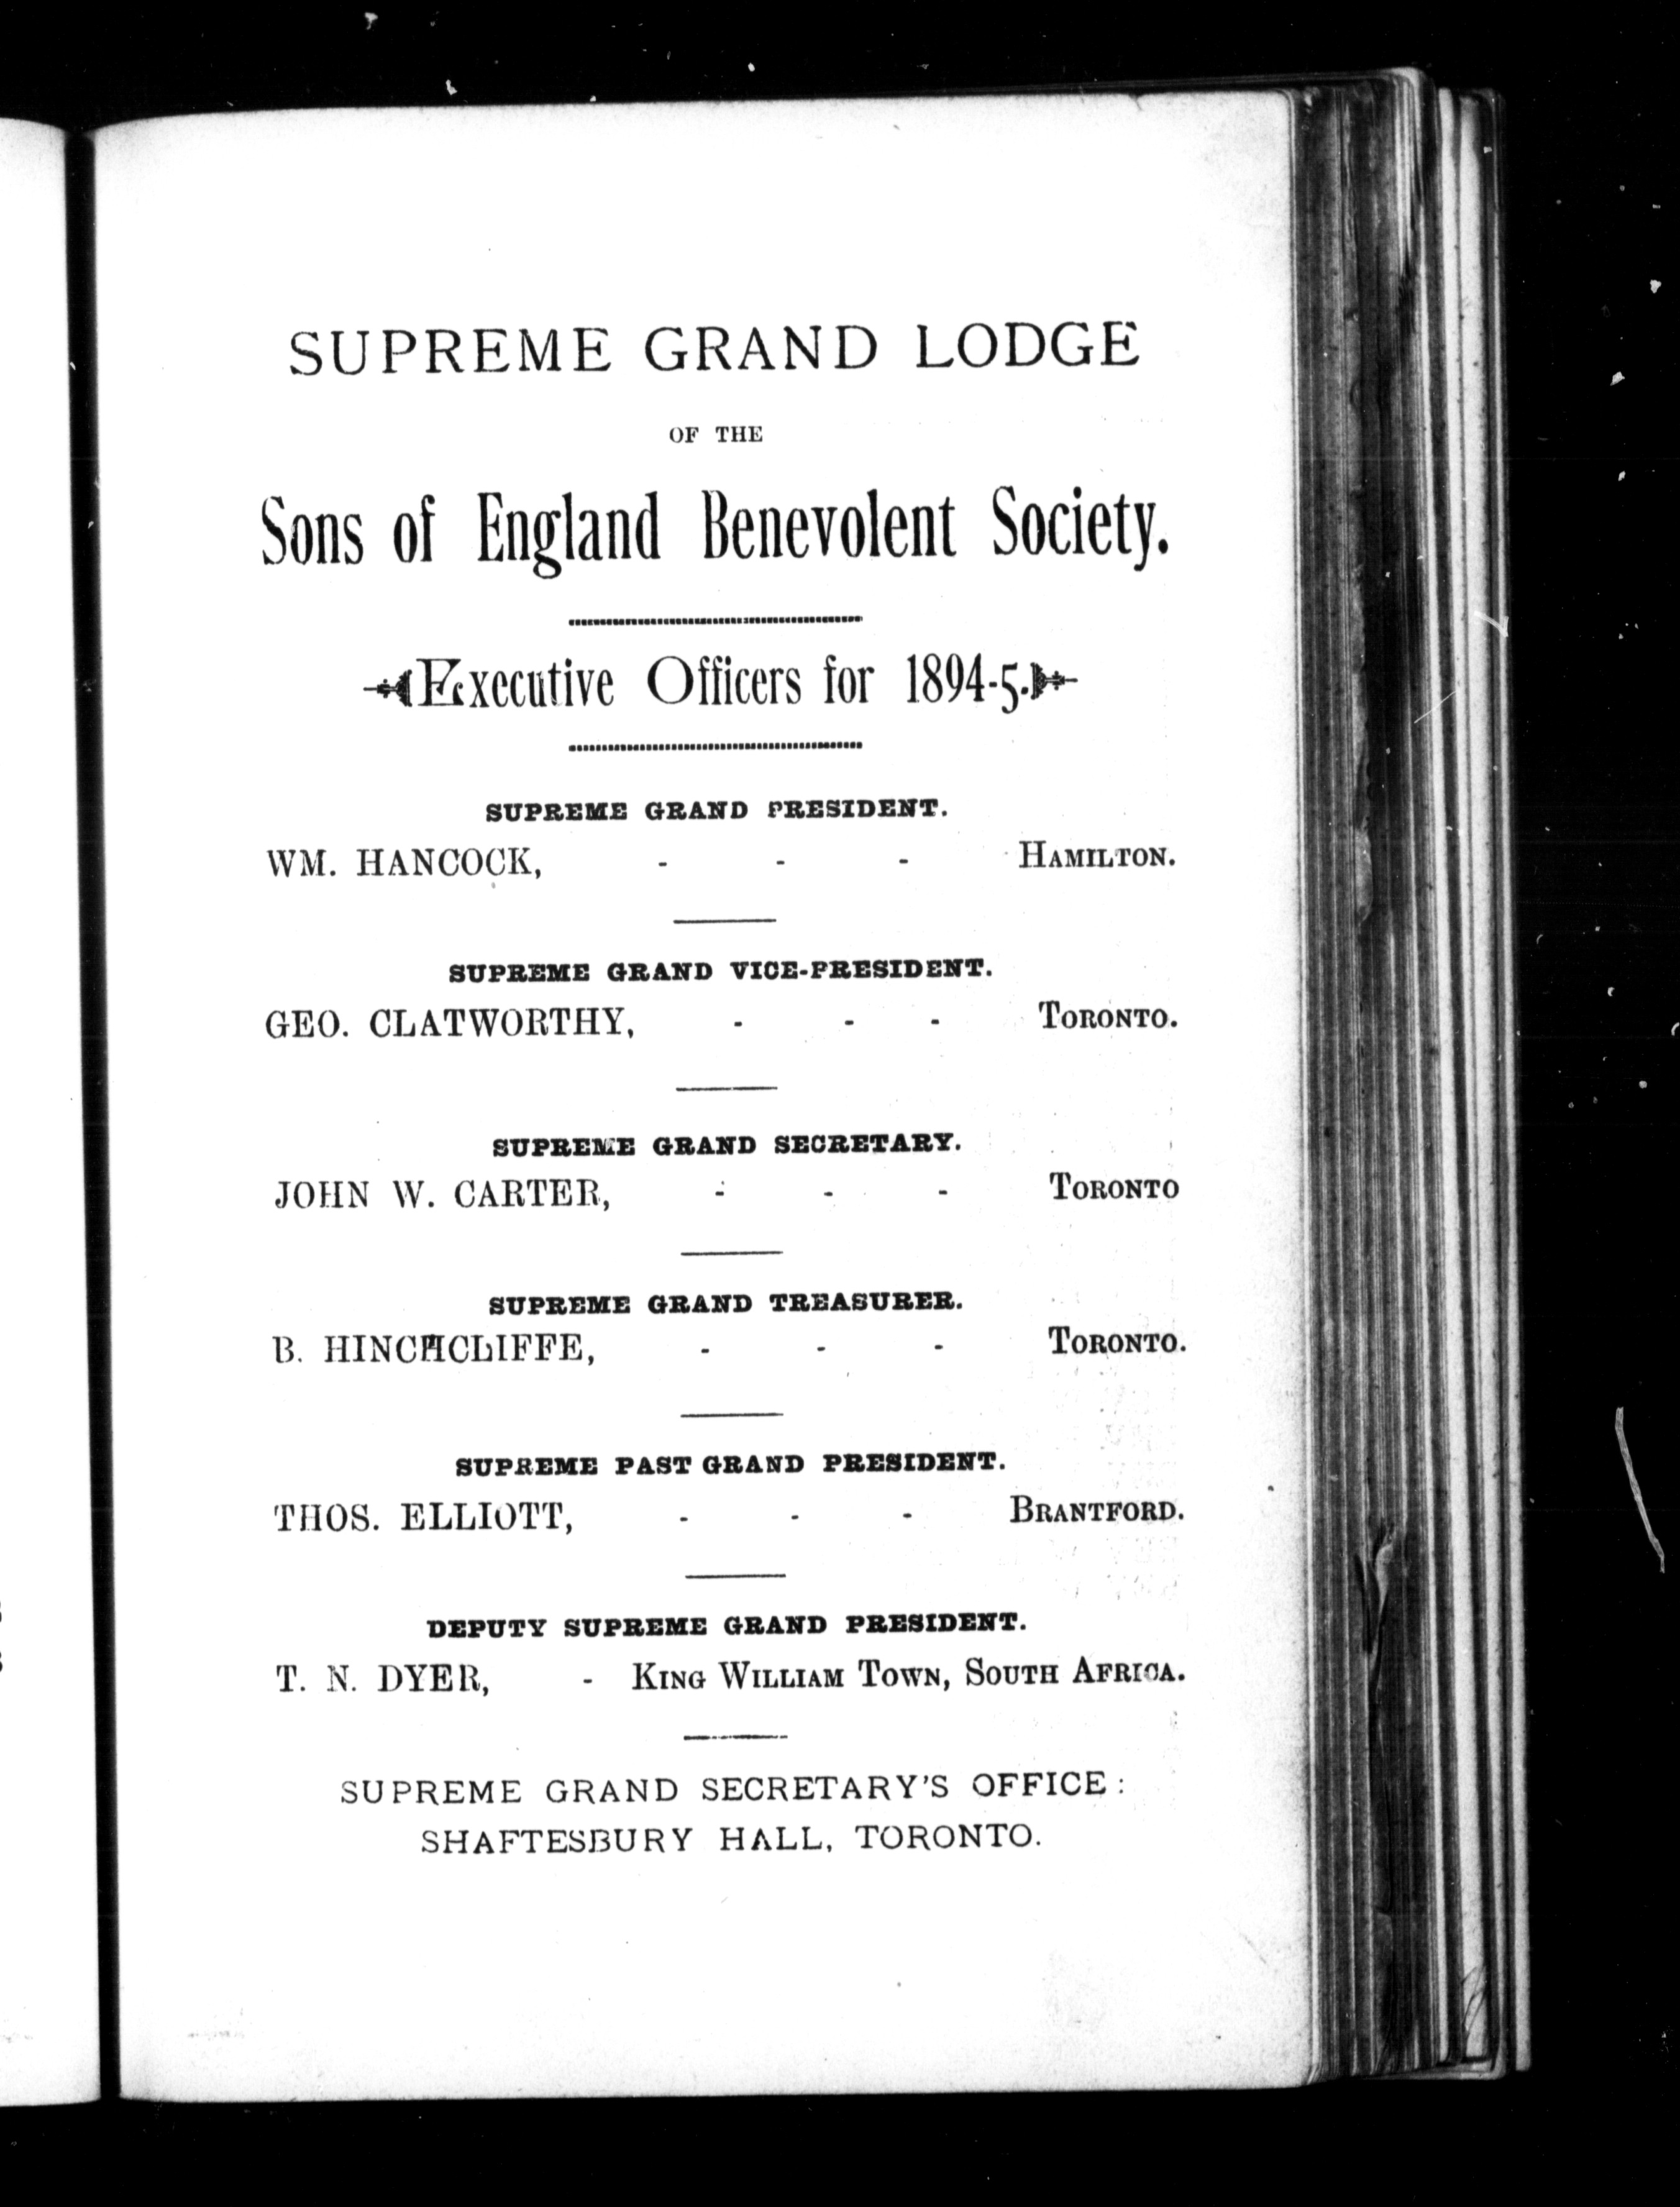 SUPREME GRAND LODGE
OF THE
Sons of England Benevolent Society.
Executive Officers for 1894-5.
SUPREME GRAND PRESIDENT.
WM. HANCOCK, - - - HAMILTON.
SUPREME GRAND VICE-PRESIDENT.
GEO. CLATWORTHY, - - - TORONTO.
SUPREME GRAND SECRETARY.
JOHN W. CARTER, - - - TORONTO
SUPREME GRAND TREASURER.
B. HINCHCLIFFE, - - - TORONTO.
SUPREME PAST GRAND PRESIDENT.
THOS. ELLIOTT, - - - BRANTFORD.
DEPUTY SUPREME GRAND PRESIDENT.
T. N. DYER, - KING WILLIAM TOWN, SOUTH AFRICA.
SUPREME GRAND SECRETARY'S OFFICE:
SHAFTESBURY HALL, TORONTO.